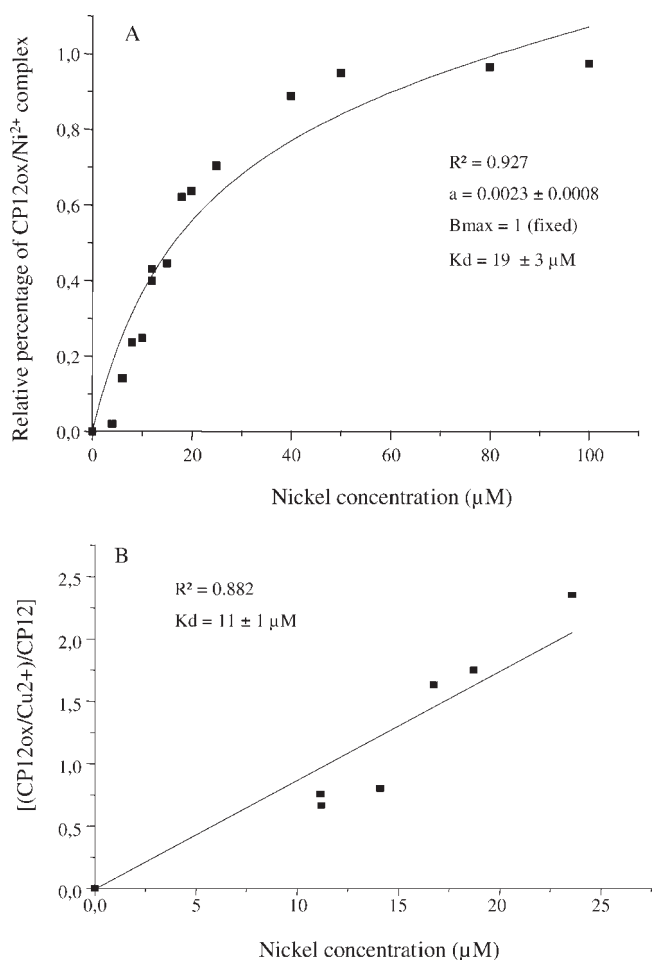 A
Relative percentage of CP12ox/Ni²⁺ complex
1,0
0,8
0,6
0,4
0,2
0,0
R² = 0.927
a = 0.0023 ± 0.0008
Bmax = 1 (fixed)
Kd = 19 ± 3 µM
0 20 40 60 80 100
Nickel concentration (µM)
B
[(CP12ox/Cu2+)/CP12]
2,5
2,0
1,5
1,0
0,5
0,0
R² = 0.882
Kd = 11 ± 1 µM
0,0 5 10 15 20 25
Nickel concentration (µM)